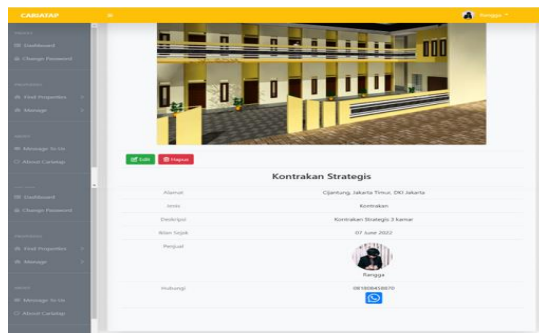 CARIATAP
Rangga
Dashboard
Change Password
Find Properties
Manage
Message To Us
About Cariatap
Edit
Hapus
Kontrakan Strategis
Alamat
Cijantung, Jakarta Timur, DKI Jakarta
Jenis
Kontrakan
Deskripsi
Kontrakan Strategis 3 kamar
Iklan Sejak
07 June 2022
Penjual
Rangga
Hubungi
Dashboard
Change Password
Find Properties
Manage
Message To Us
About Cariatap